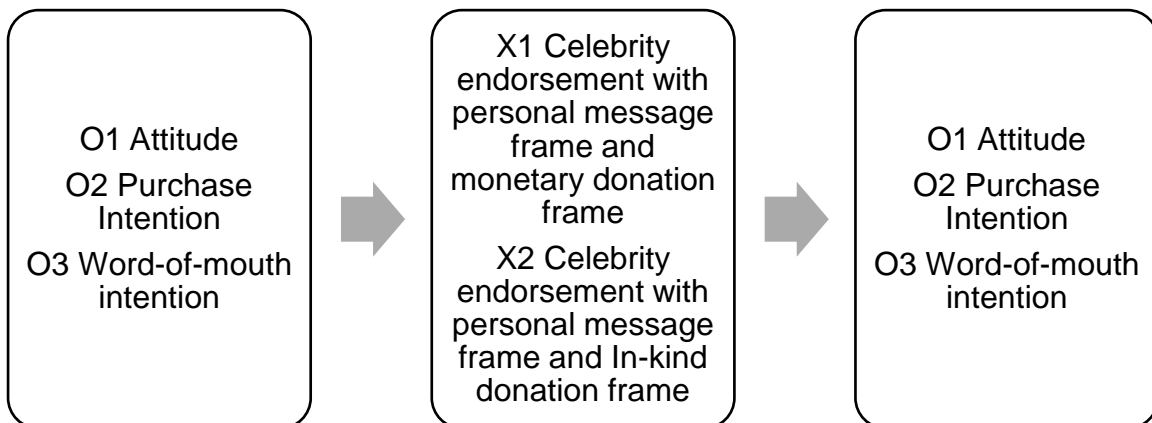 O1 Attitude
O2 Purchase
Intention
O3 Word-of-mouth
intention
X1 Celebrity
endorsement with
personal message
frame and
monetary donation
frame
X2 Celebrity
endorsement with
personal message
frame and In-kind
donation frame
O1 Attitude
O2 Purchase
Intention
O3 Word-of-mouth
intention